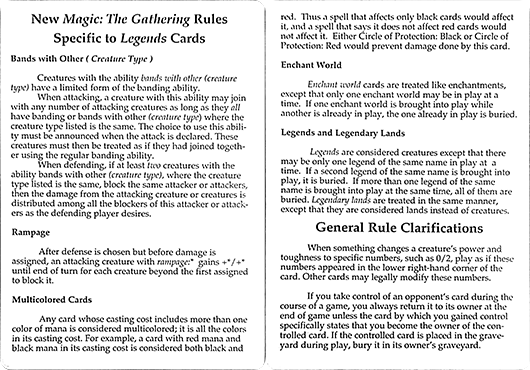 New Magic: The Gathering Rules
Specific to Legends Cards
Bands with Other ( Creature Type )
Creatures with the ability bands with other (creature
type) have a limited form of the banding ability.
When attacking, a creature with this ability may join
with any number of attacking creatures as long as they all
have banding or bands with other (creature type) where the
creature type listed is the same. The choice to use this abili-
ty must be announced when the attack is declared. These
creatures must then be treated as if they had joined togeth-
er using the regular banding ability.
When defending, if at least two creatures with the
ability bands with other (creature type), where the creature
type listed is the same, block the same attacker or attackers,
then the damage from the attacking creature or creatures is
distributed among all the blockers of this attacker or attack-
ers as the defending player desires.
Rampage
After defense is chosen but before damage is
assigned, an attacking creature with rampage:* gains +*/+*
until end of turn for each creature beyond the first assigned
to block it.
Multicolored Cards
Any card whose casting cost includes more than one
color of mana is considered multicolored; it is all the colors
in its casting cost. For example, a card with red mana and
black mana in its casting cost is considered both black and
red. Thus a spell that affects only black cards would affect
it, and a spell that says it does not affect red cards would
not affect it. Either Circle of Protection: Black or Circle of
Protection: Red would prevent damage done by this card.
Enchant World
Enchant world cards are treated like enchantments,
except that only one enchant world may be in play at a
time. If one enchant world is brought into play while
another is already in play, the one already in play is buried.
Legends and Legendary Lands
Legends are considered creatures except that there
may be only one legend of the same name in play at a
time. If a second legend of the same name is brought into
play, it is buried. If more than one legend of the same
name is brought into play at the same time, all of them are
buried. Legendary lands are treated in the same manner,
except that they are considered lands instead of creatures.
General Rule Clarifications
When something changes a creature's power and
toughness to specific numbers, such as 0/2, play as if these
numbers appeared in the lower right-hand corner of the
card. Other cards may legally modify these numbers.
If you take control of an opponent's card during the
course of a game, you always return it to its owner at the
end of game unless the card by which you gained control
specifically states that you become the owner of the con-
trolled card. If the controlled card is placed in the grave-
yard during play, bury it in its owner's graveyard.